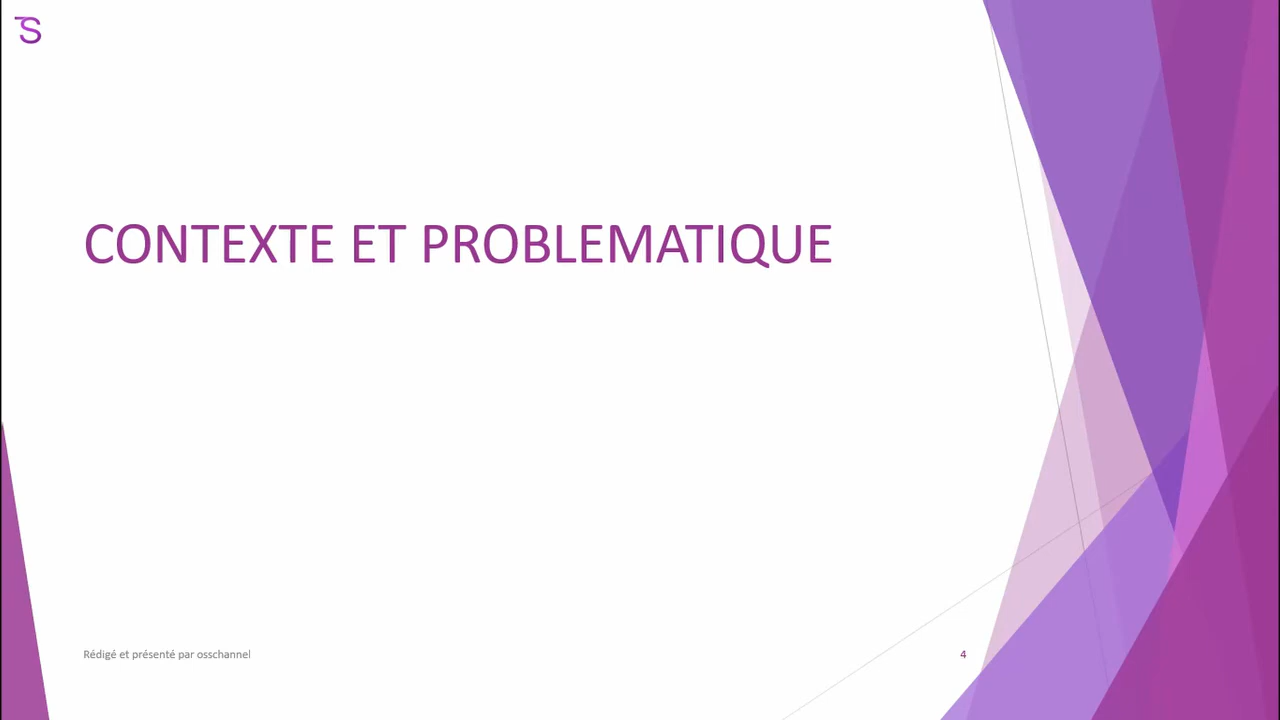 CONTEXTE ET PROBLEMATIQUE
Rédigé et présenté par osschannel
4